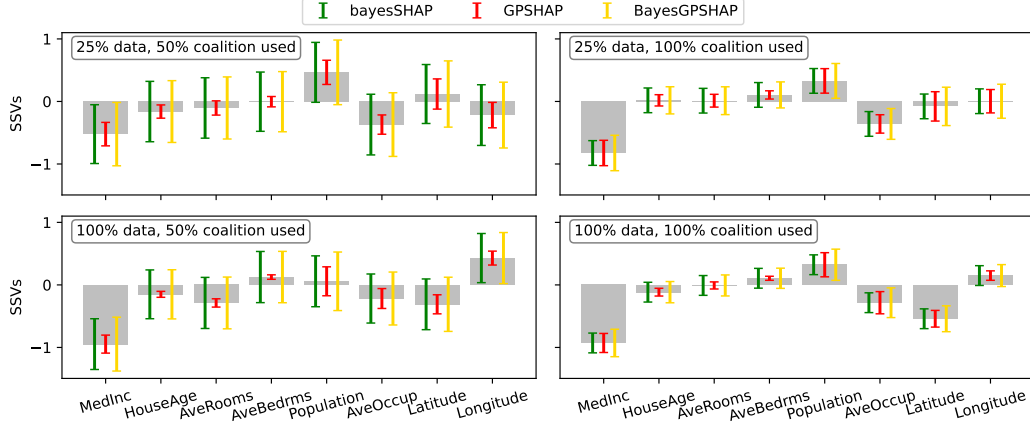 bayesSHAP GPSHAP BayesGPSHAP
25% data, 50% coalition used
25% data, 100% coalition used
SSVs
1
0
−1
100% data, 50% coalition used
100% data, 100% coalition used
SSVs
1
0
−1
MedInc HouseAge AveRooms AveBedrms Population AveOccup Latitude Longitude
MedInc HouseAge AveRooms AveBedrms Population AveOccup Latitude Longitude